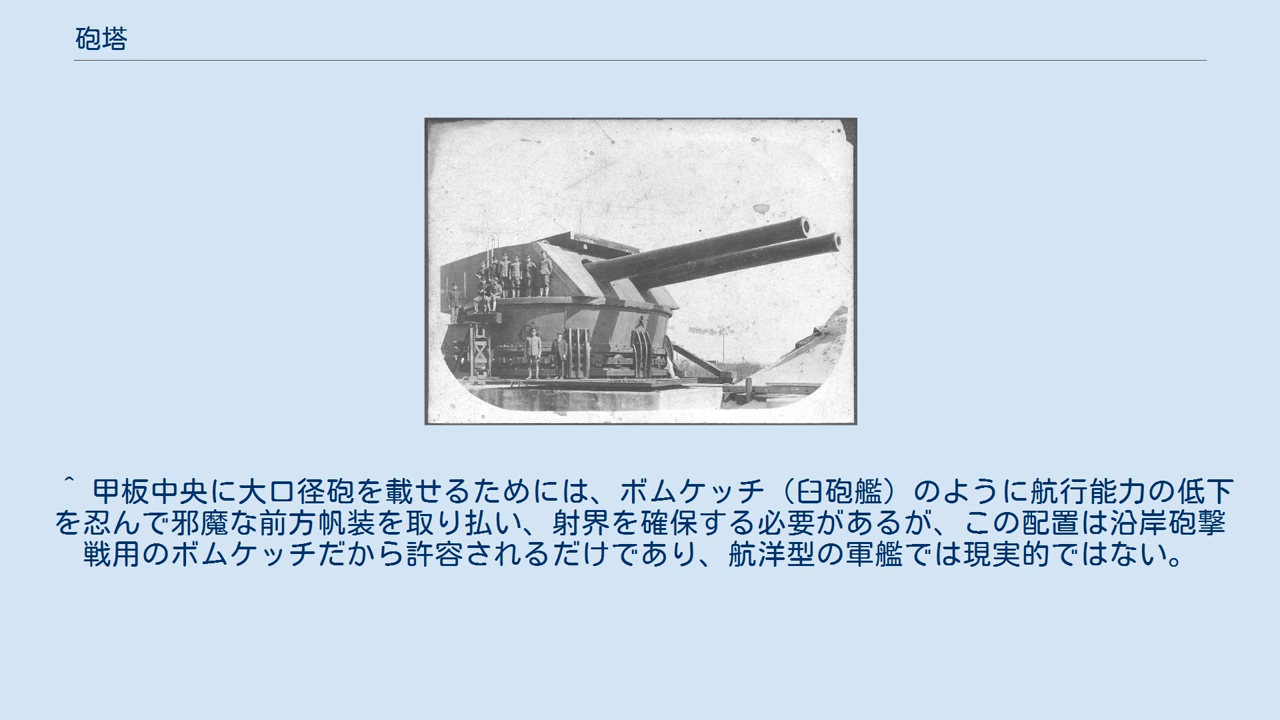 砲塔
^ 甲板中央に大口径砲を載せるためには、ボムケッチ（臼砲艦）のように航行能力の低下
を忍んで邪魔な前方帆装を取り払い、射界を確保する必要があるが、この配置は沿岸砲撃
戦用のボムケッチだから許容されるだけであり、航洋型の軍艦では現実的ではない。